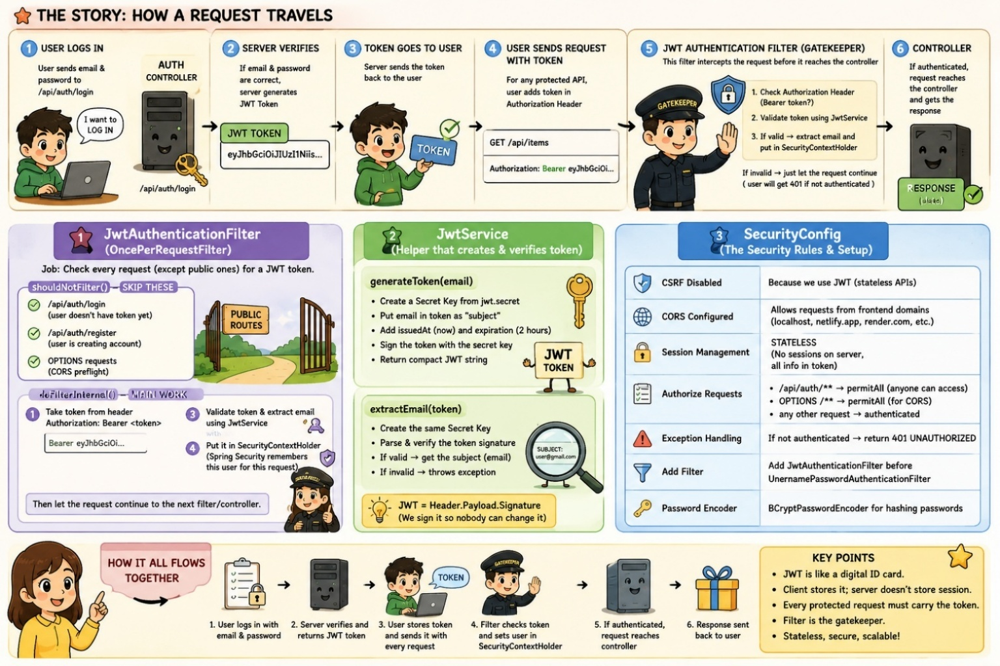 THE STORY: HOW A REQUEST TRAVELS
1 USER LOGS IN
User sends email &
password to
/api/auth/login
AUTH
CONTROLLER
I want to
LOG IN
/api/auth/login
2 SERVER VERIFIES
If email & password
are correct,
server generates
JWT Token
JWT TOKEN
eyJhbGciOiJIUzI1Niis...
3 TOKEN GOES TO USER
Server sends the token
back to the user
TOKEN
4 USER SENDS REQUEST
WITH TOKEN
For any protected API,
user adds token in
Authorization Header
GET /api/items
Authorization: Bearer eyJhbGciOi...
5 JWT AUTHENTICATION FILTER (GATEKEEPER)
This filter intercepts the request before it reaches the controller
GATEKEEPER
1. Check Authorization Header
(Bearer token?)
2. Validate token using JwtService
3. If valid → extract email and
put in SecurityContextHolder
If invalid → just let the request continue
( user will get 401 if not authenticated )
6 CONTROLLER
If authenticated,
request reaches
the controller
and gets the
response
RESPONSE
1 JwtAuthenticationFilter
(OncePerRequestFilter)
Job: Check every request (except public ones) for a JWT token.
shouldNotFilter() — SKIP THESE
/api/auth/login
(user doesn't have token yet)
/api/auth/register
(user is creating account)
OPTIONS requests
(CORS preflight)
PUBLIC
ROUTES
doFilterInternal() — MAIN WORK
1 Take token from header
Authorization: Bearer <token>
Bearer eyJhbGciOi...
3 Validate token & extract email
using JwtService
4 Put it in SecurityContextHolder
(Spring Security remembers
this user for this request)
Then let the request continue to the next filter/controller.
2 JwtService
(Helper that creates & verifies token)
generateToken(email)
• Create a Secret Key from jwt.secret
• Put email in token as "subject"
• Add issuedAt (now) and expiration (2 hours)
• Sign the token with the secret key
• Return compact JWT string
JWT
TOKEN
extractEmail(token)
• Create the same Secret Key
• Parse & verify the token signature
• If valid → get the subject (email)
• If invalid → throws exception
SUBJECT:
user@gmail.com
JWT = Header.Payload.Signature
(We sign it so nobody can change it)
3 SecurityConfig
(The Security Rules & Setup)
CSRF Disabled
Because we use JWT (stateless APIs)
CORS Configured
Allows requests from frontend domains
(localhost, netlify.app, render.com, etc.)
Session Management
STATELESS
(No sessions on server,
all info in token)
Authorize Requests
• /api/auth/** → permitAll (anyone can access)
• OPTIONS /** → permitAll (for CORS)
• any other request → authenticated
Exception Handling
If not authenticated → return 401 UNAUTHORIZED
Add Filter
Add JwtAuthenticationFilter before
UnernamePasswordAuthenticationFilter
Password Encoder
BCryptPasswordEncoder for hashing passwords
HOW IT ALL FLOWS
TOGETHER
1. User logs in with
email & password
2. Server verifies and
returns JWT token
TOKEN
3. User stores token
and sends it with
every request
GATEKEEPER
4. Filter checks token
and sets user in
SecurityContextHolder
5. If authenticated,
request reaches
controller
6. Response sent
back to user
KEY POINTS
• JWT is like a digital ID card.
• Client stores it; server doesn't store session.
• Every protected request must carry the token.
• Filter is the gatekeeper.
• Stateless, secure, scalable!